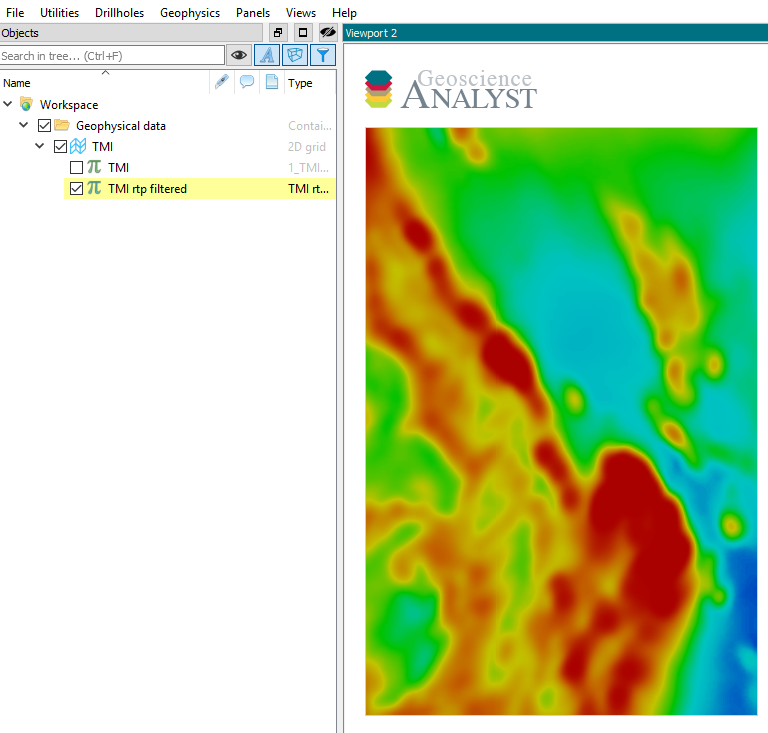 File Utilities Drillholes Geophysics Panels Views Help
Objects
Viewport 2
Search in tree... (Ctrl+F)
Name Type
Workspace
Geophysical data Contai...
TMI 2D grid
TMI 1_TMI...
TMI rtp filtered TMI rt...
Geoscience
ANALYST